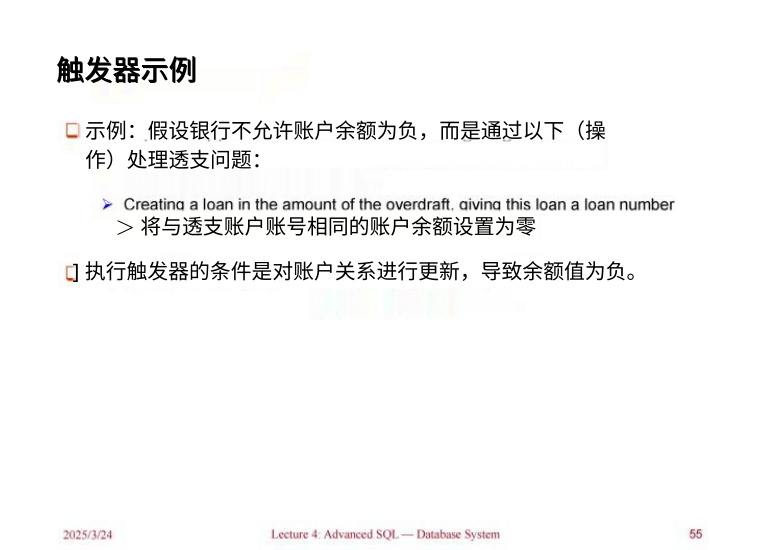 触发器示例
示例：假设银行不允许账户余额为负，而是通过以下（操
作）处理透支问题：
Creating a loan in the amount of the overdraft, giving this loan a loan number
＞ 将与透支账户账号相同的账户余额设置为零
] 执行触发器的条件是对账户关系进行更新，导致余额值为负。
2025/3/24
Lecture 4: Advanced SQL — Database System
55